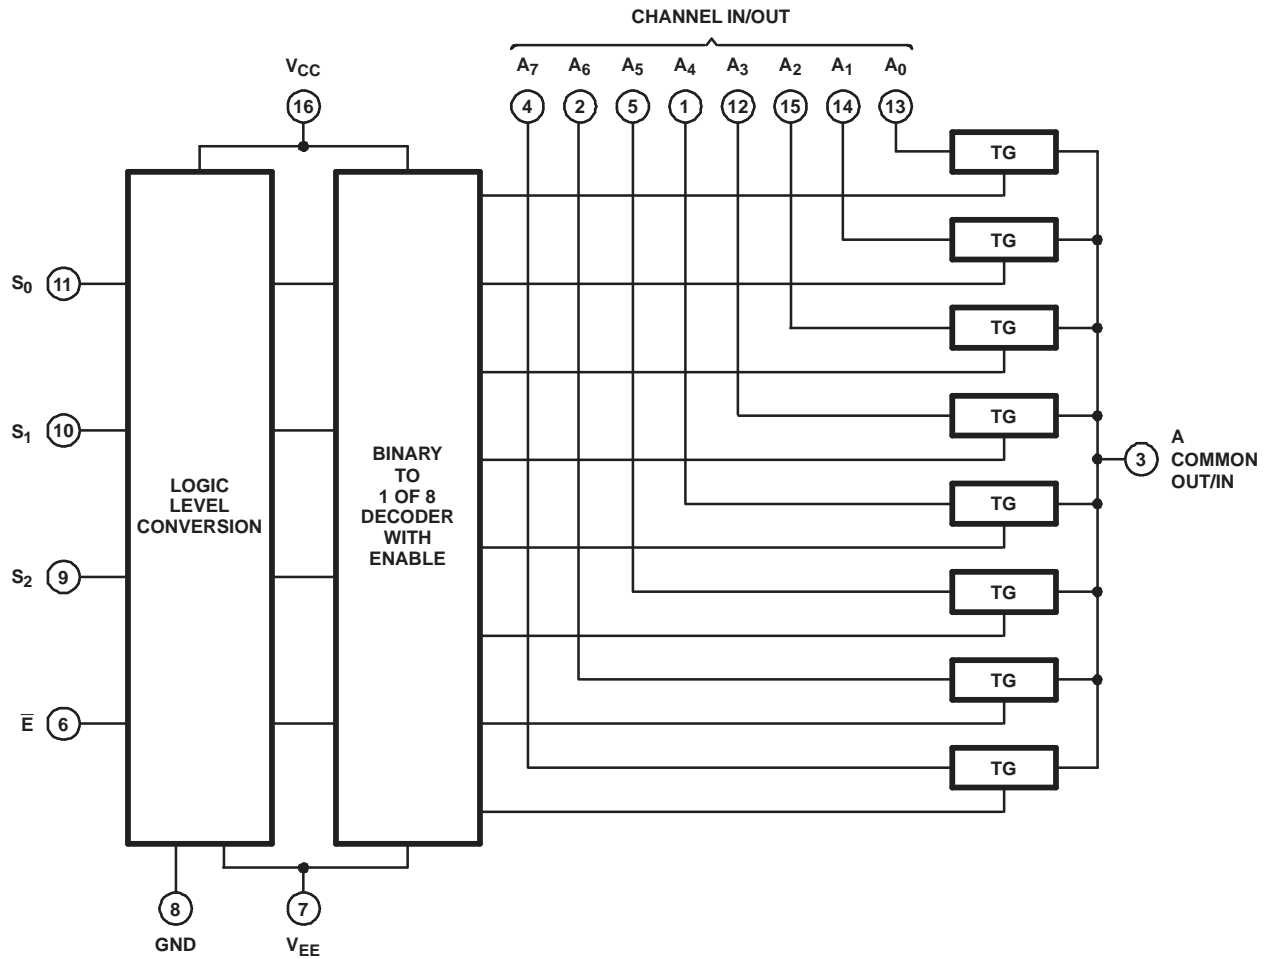 CHANNEL IN/OUT
VCC
A7 A6 A5 A4 A3 A2 A1 A0
16
4 2 5 1 12 15 14 13
TG
TG
S0 11
TG
TG
S1 10
A
COMMON
OUT/IN
3
LOGIC
LEVEL
CONVERSION
BINARY
TO
1 OF 8
DECODER
WITH
ENABLE
TG
S2 9
TG
TG
E̅ 6
TG
8
GND
7
VEE